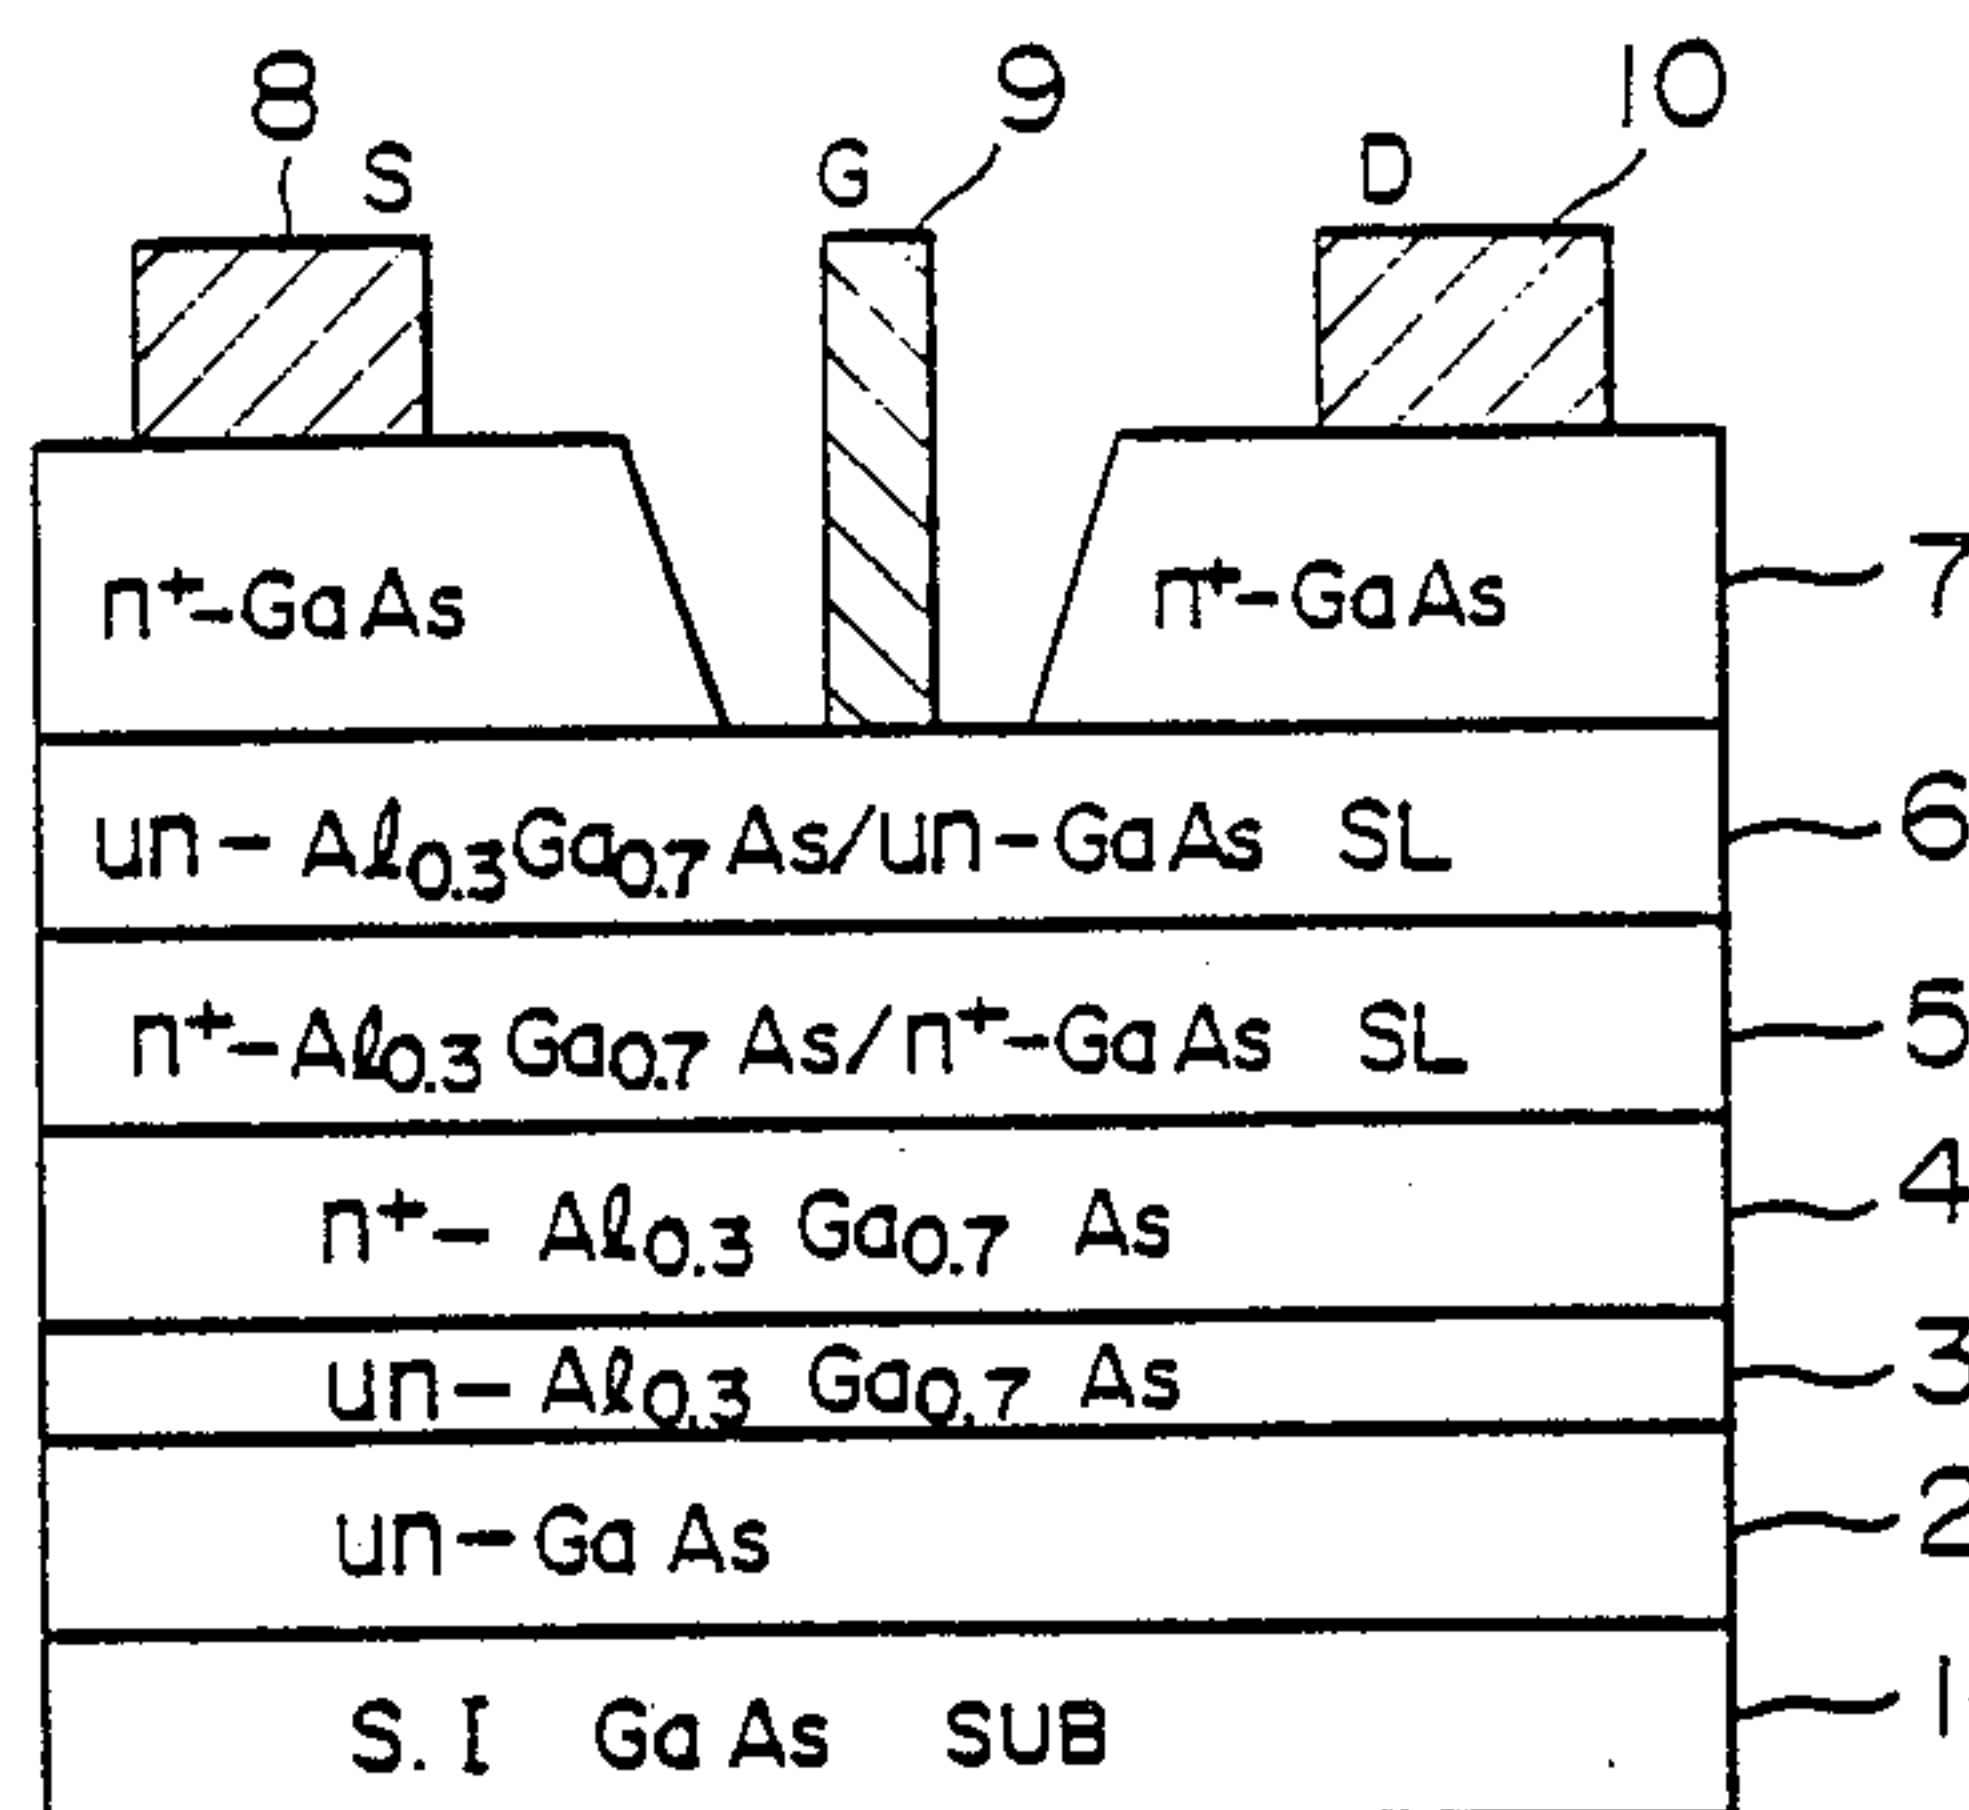 8 S G 9 D 10
n⁺-GaAs n⁺-GaAs 7
un-Al₀.₃Ga₀.₇As/un-GaAs SL 6
n⁺-Al₀.₃Ga₀.₇As/n⁺-GaAs SL 5
n⁺-Al₀.₃Ga₀.₇As 4
un-Al₀.₃Ga₀.₇As 3
un-GaAs 2
S.I GaAs SUB 1